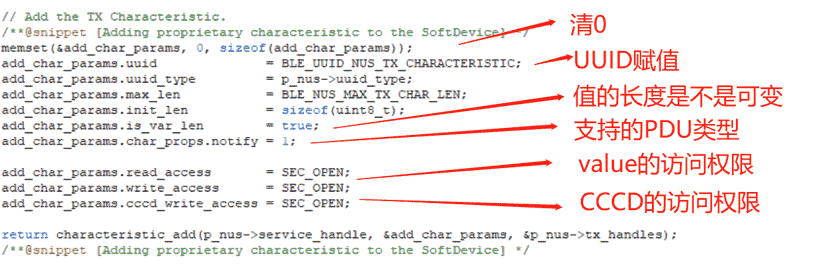 // Add the TX Characteristic.
/**@snippet [Adding proprietary characteristic to the SoftDevice] */
memset(&add_char_params, 0, sizeof(add_char_params));
清0
add_char_params.uuid = BLE_UUID_NUS_TX_CHARACTERISTIC;
UUID赋值
add_char_params.uuid_type = p_nus->uuid_type;
add_char_params.max_len = BLE_NUS_MAX_TX_CHAR_LEN;
add_char_params.init_len = sizeof(uint8_t);
值的长度是不是可变
add_char_params.is_var_len = true;
支持的PDU类型
add_char_params.char_props.notify = 1;
value的访问权限
add_char_params.read_access = SEC_OPEN;
add_char_params.write_access = SEC_OPEN;
add_char_params.cccd_write_access = SEC_OPEN;
CCCD的访问权限
return characteristic_add(p_nus->service_handle, &add_char_params, &p_nus->tx_handles);
/**@snippet [Adding proprietary characteristic to the SoftDevice] */